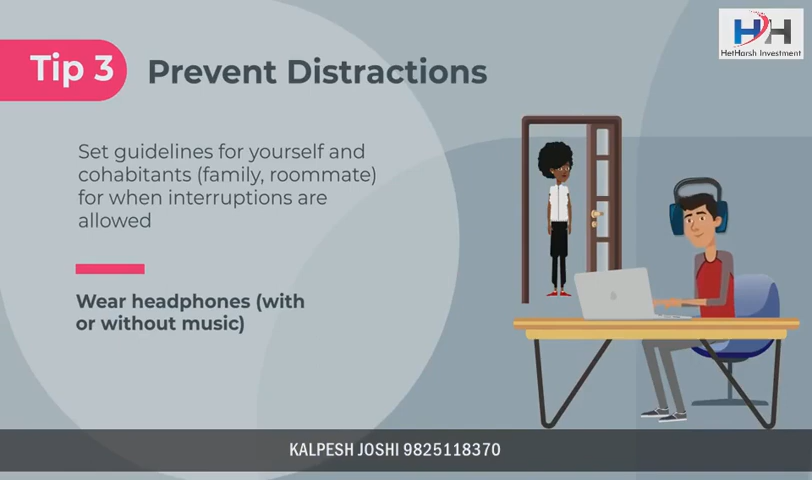 HH
HetHarsh Investment
Tip 3
Prevent Distractions
Set guidelines for yourself and
cohabitants (family, roommate)
for when interruptions are
allowed
Wear headphones (with
or without music)
KALPESH JOSHI 9825118370